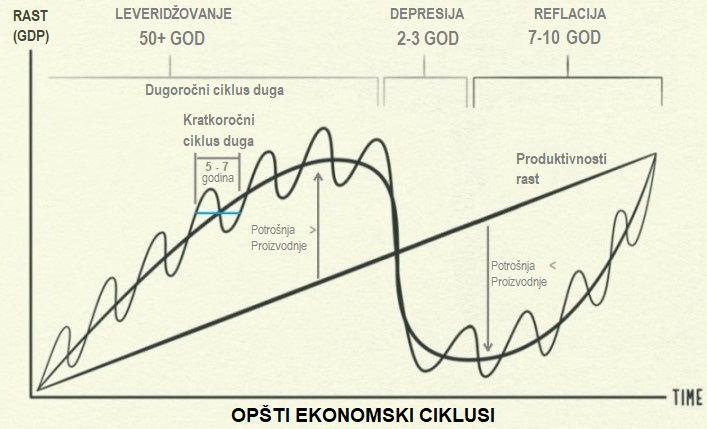 RAST
(GDP)
LEVERIDŽOVANJE
50+ GOD
DEPRESIJA
2-3 GOD
REFLACIJA
7-10 GOD
Dugoročni ciklus duga
Kratkoročni
ciklus duga
5 - 7
godina
Produktivnosti
rast
Potrošnja >
Proizvodnje
Potrošnja <
Proizvodnje
TIME
OPŠTI EKONOMSKI CIKLUSI